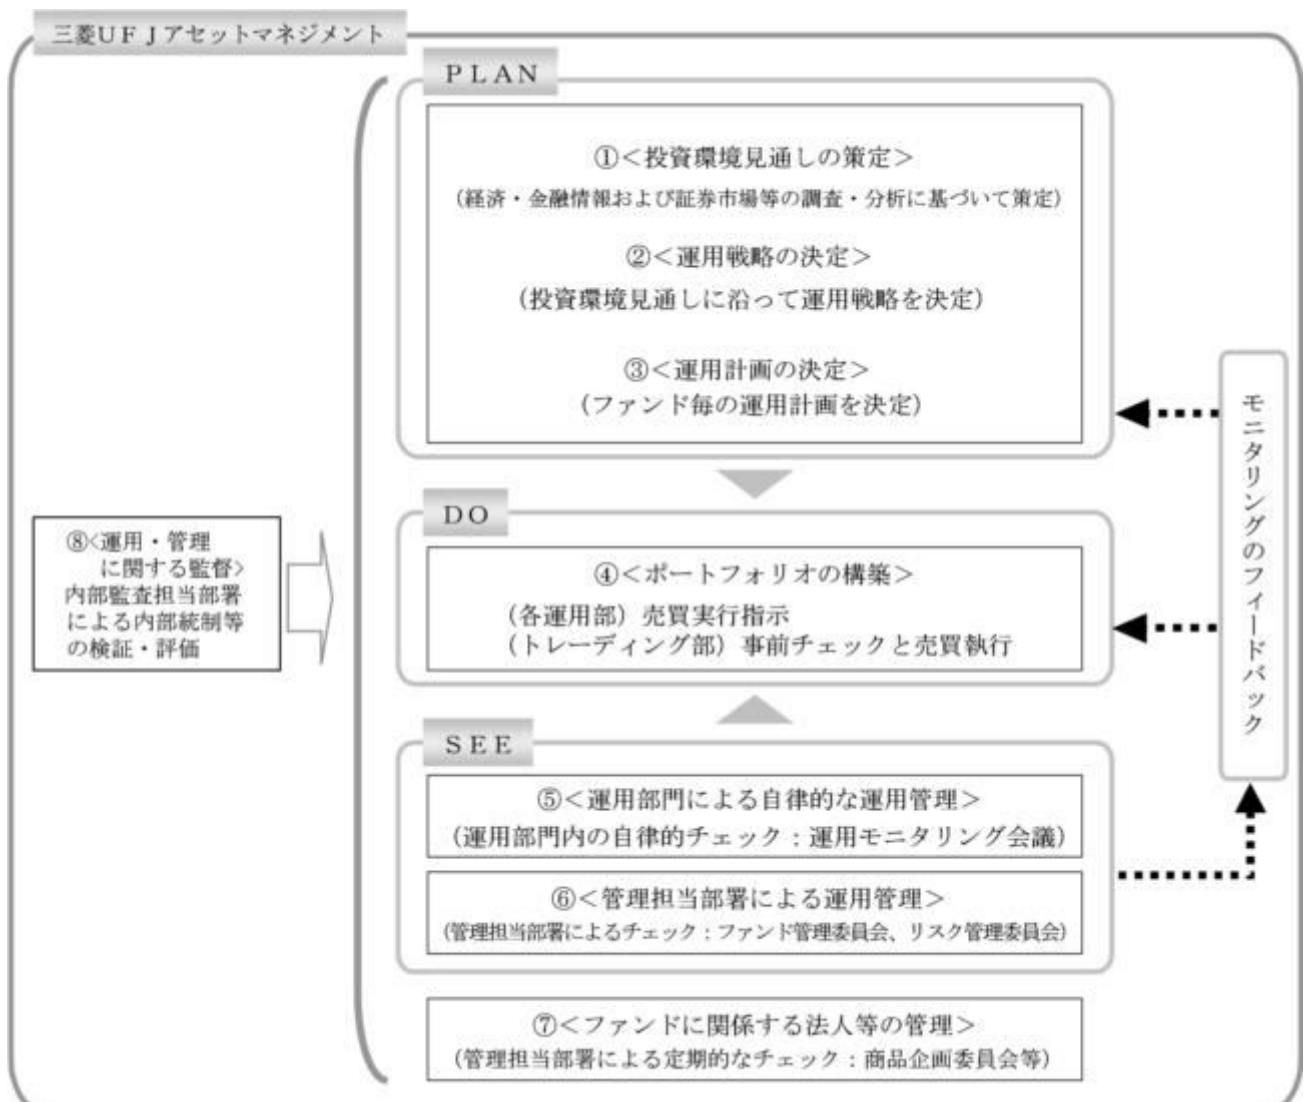 三菱ＵＦＪアセットマネジメント
ＰＬＡＮ
①＜投資環境見通しの策定＞
（経済・金融情報および証券市場等の調査・分析に基づいて策定）
②＜運用戦略の決定＞
（投資環境見通しに沿って運用戦略を決定）
③＜運用計画の決定＞
（ファンド毎の運用計画を決定）
ＤＯ
④＜ポートフォリオの構築＞
（各運用部）売買実行指示
（トレーディング部）事前チェックと売買執行
ＳＥＥ
⑤＜運用部門による自律的な運用管理＞
（運用部門内の自律的チェック：運用モニタリング会議）
⑥＜管理担当部署による運用管理＞
（管理担当部署によるチェック：ファンド管理委員会、リスク管理委員会）
⑦＜ファンドに関係する法人等の管理＞
（管理担当部署による定期的なチェック：商品企画委員会等）
⑧＜運用・管理
に関する監督＞
内部監査担当部署
による内部統制等
の検証・評価
モニタリングのフィードバック